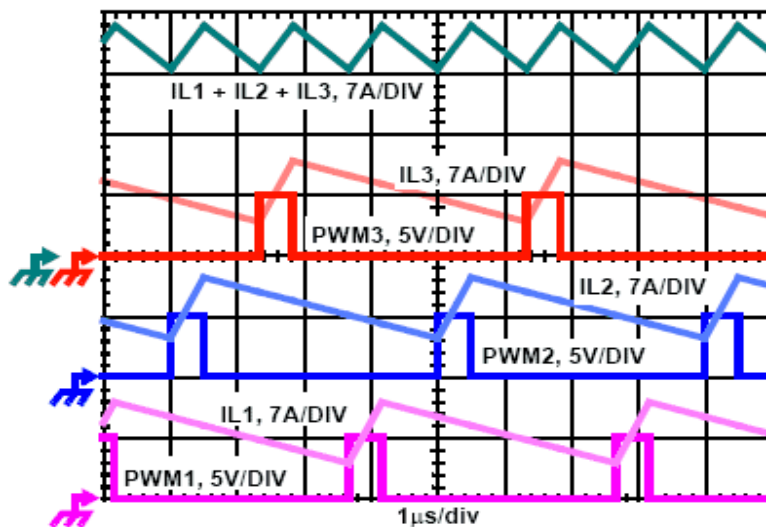 IL1 + IL2 + IL3, 7A/DIV
IL3, 7A/DIV
PWM3, 5V/DIV
IL2, 7A/DIV
PWM2, 5V/DIV
IL1, 7A/DIV
PWM1, 5V/DIV
1μs/div